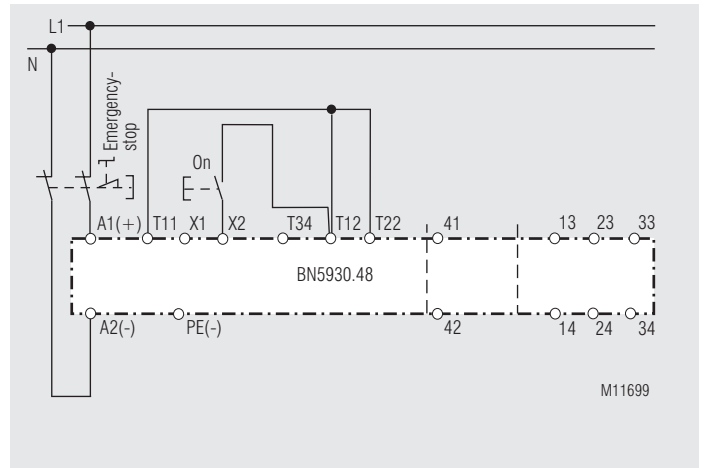 L1
N
Emergency-
stop
On
A1(+) T11 X1 X2 T34 T12 T22 41 13 23 33
BN5930.48
A2(-) PE(-) 42 14 24 34
M11699